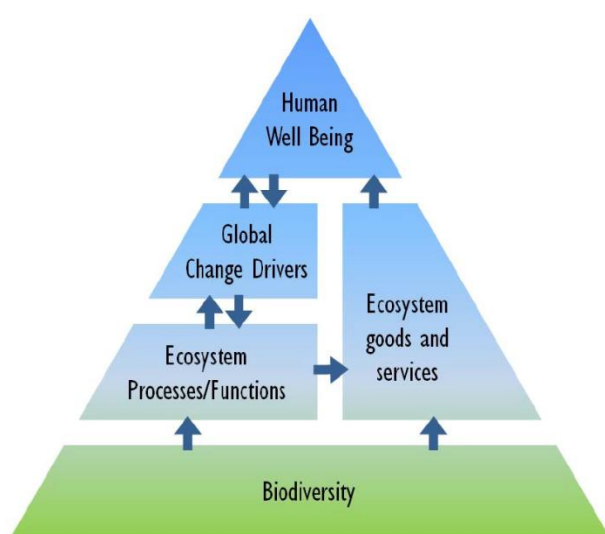 Human
Well Being
Global
Change Drivers
Ecosystem
goods and
services
Ecosystem
Processes/Functions
Biodiversity